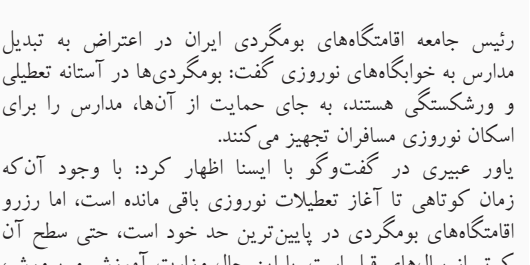 رئیس جامعه اقامتگاه‌های بومگردی ایران در اعتراض به تبدیل
مدارس به خوابگاه‌های نوروزی گفت: بومگردی‌ها در آستانه تعطیلی
و ورشکستگی هستند، به جای حمایت از آن‌ها، مدارس را برای
اسکان نوروزی مسافران تجهیز می‌کنند.
یاور عبیری در گفت‌وگو با ایسنا اظهار کرد: با وجود آن‌که
زمان کوتاهی تا آغاز تعطیلات نوروزی باقی مانده است، اما رزرو
اقامتگاه‌های بومگردی در پایین‌ترین حد خود است، حتی سطح آن